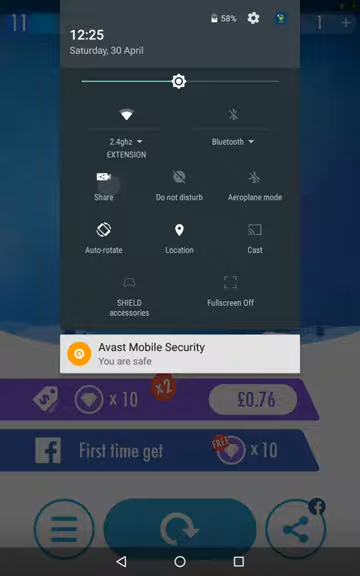 11
58%
1 +
12:25
Saturday, 30 April
2.4ghz
EXTENSION
Bluetooth
Share
Do not disturb
Aeroplane mode
Auto-rotate
Location
Cast
SHIELD
accessories
Fullscreen Off
Avast Mobile Security
You are safe
$
x 10
x2
£0.76
f
First time get
FREE
x 10
f